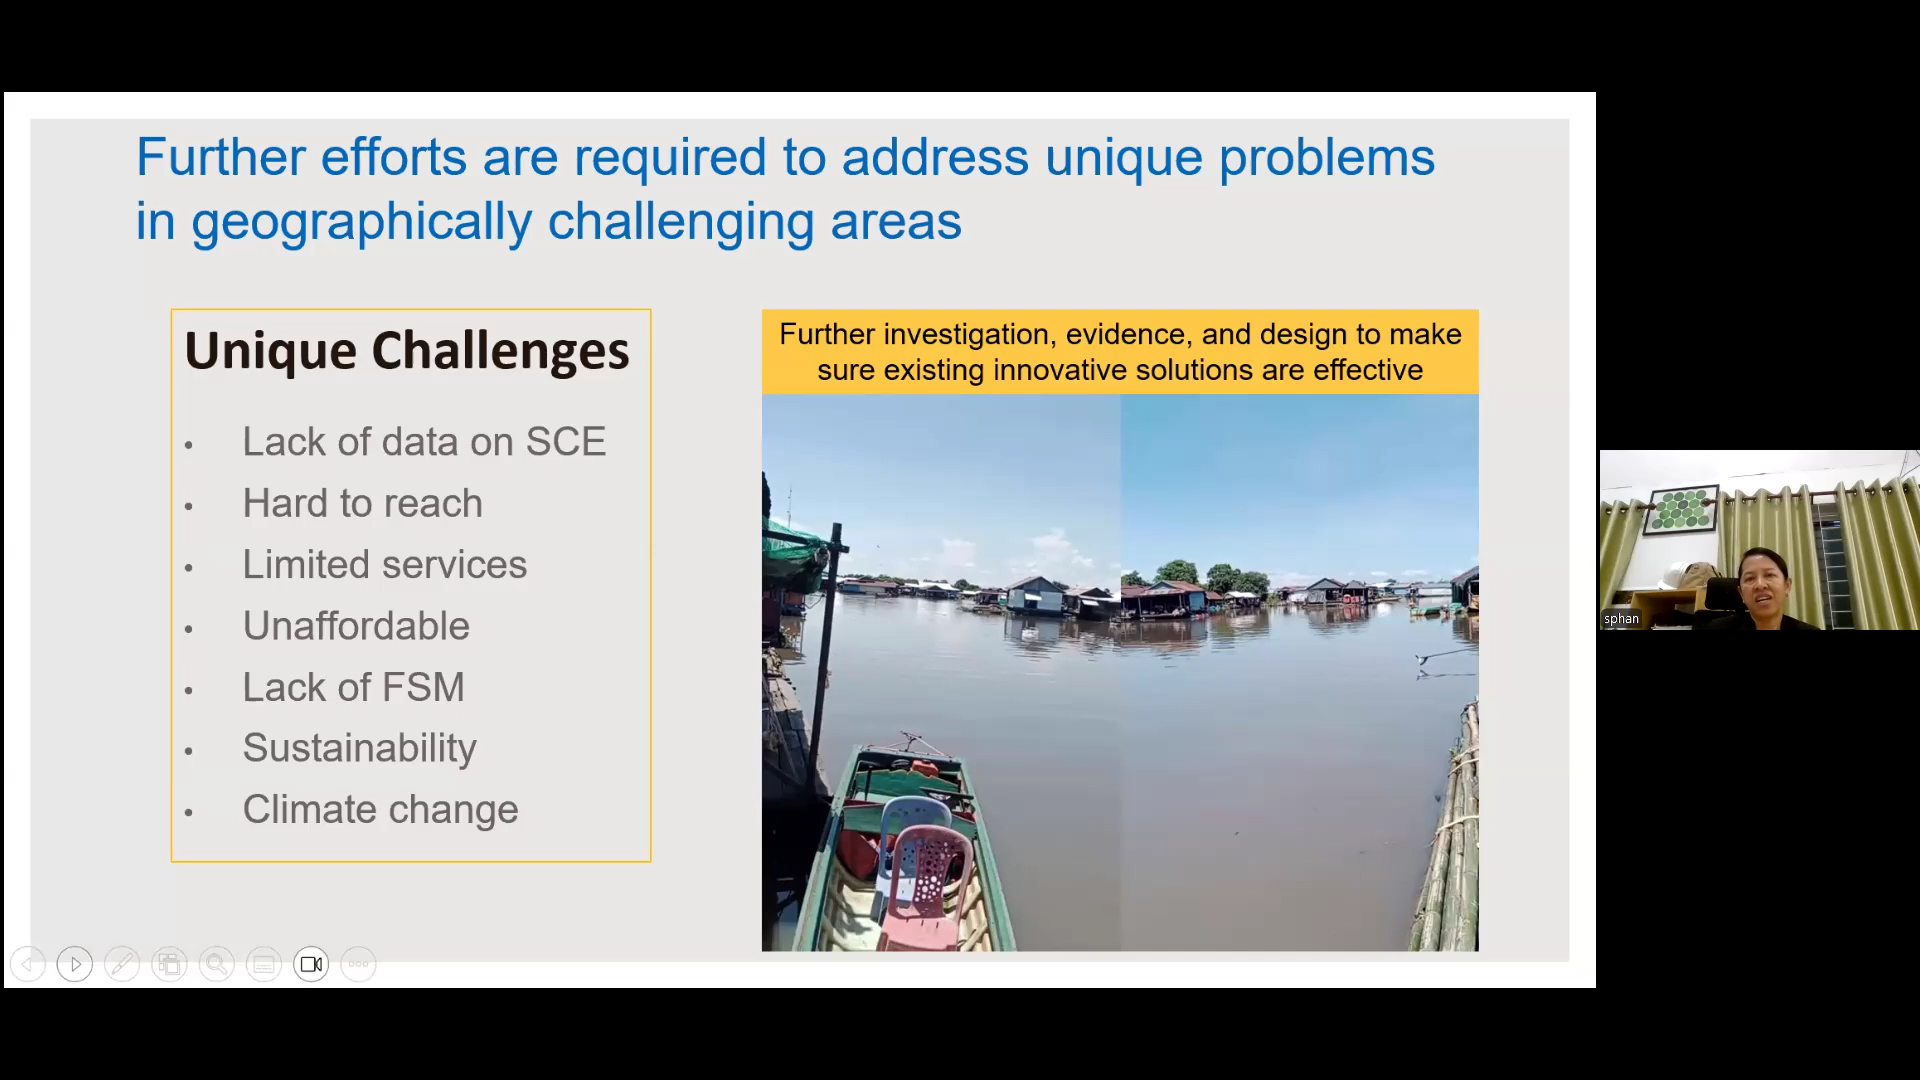 Further efforts are required to address unique problems
in geographically challenging areas
Unique Challenges
• Lack of data on SCE
• Hard to reach
• Limited services
• Unaffordable
• Lack of FSM
• Sustainability
• Climate change
Further investigation, evidence, and design to make
sure existing innovative solutions are effective
sphan